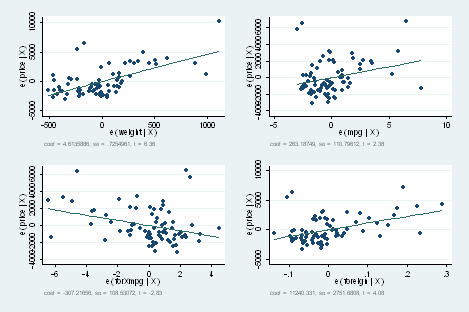 e( price | X )
-5000 0 5000 10000
-500 0 500 1000
e( weight | X )
coef = 4.6135886, se = .7254961, t = 6.36
e( price | X )
-5 0 5 10
e( mpg | X )
coef = 263.18749, se = 110.79612, t = 2.38
e( price | X )
-6 -4 -2 0 2 4
e( forXmpg | X )
coef = -307.21656, se = 108.53072, t = -2.83
e( price | X )
-5000 0 5000 10000
-.1 0 .1 .2 .3
e( foreign | X )
coef = 11240.331, se = 2751.6808, t = 4.08